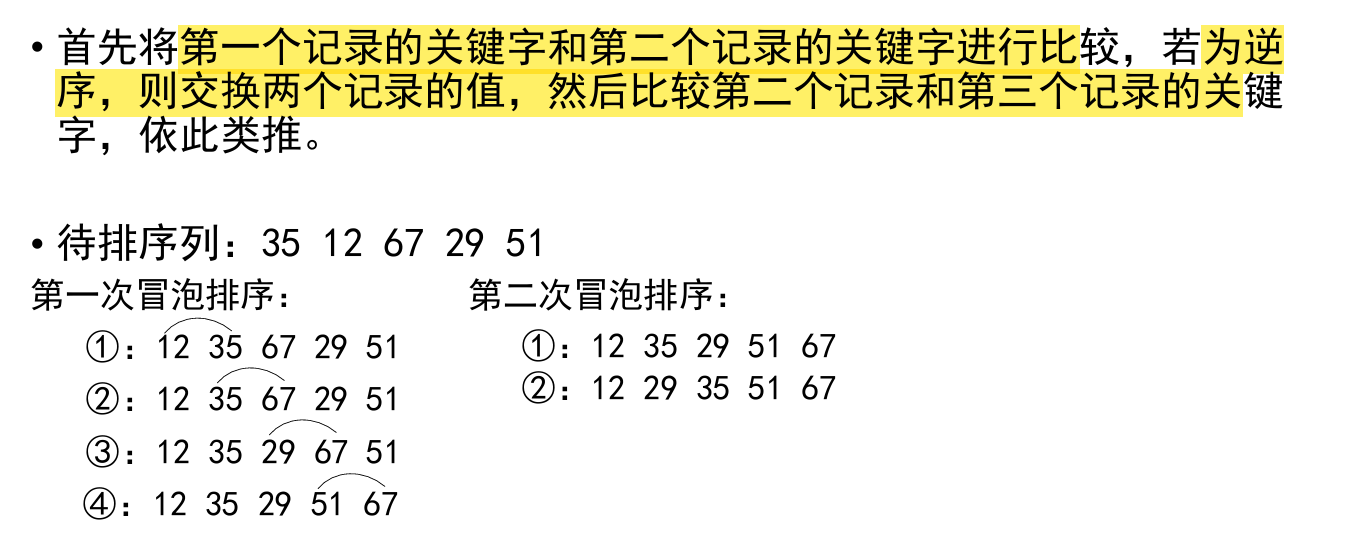 • 首先将第一个记录的关键字和第二个记录的关键字进行比较，若为逆
序，则交换两个记录的值，然后比较第二个记录和第三个记录的关键
字，依此类推。
• 待排序列：35 12 67 29 51
第一次冒泡排序：
①：12 35 67 29 51
②：12 35 67 29 51
③：12 35 29 67 51
④：12 35 29 51 67
第二次冒泡排序：
①：12 35 29 51 67
②：12 29 35 51 67